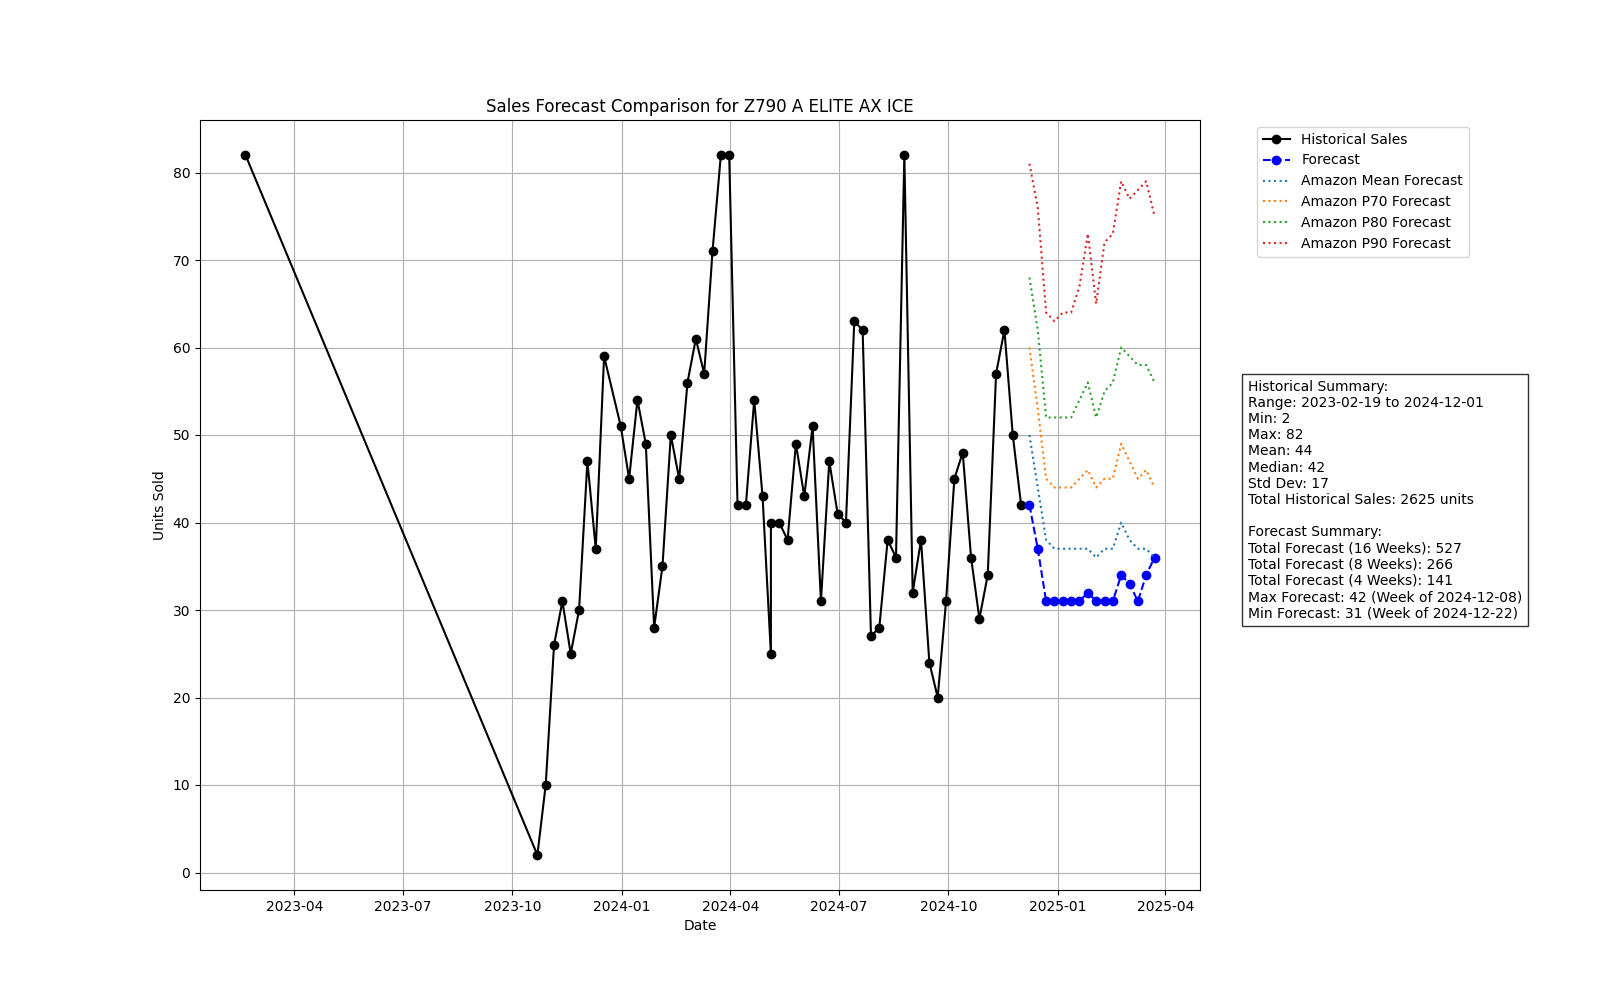 Sales Forecast Comparison for Z790 A ELITE AX ICE
Historical Sales
Forecast
Amazon Mean Forecast
Amazon P70 Forecast
Amazon P80 Forecast
Amazon P90 Forecast
Units Sold
80
70
60
50
40
30
20
10
0
Historical Summary:
Range: 2023-02-19 to 2024-12-01
Min: 2
Max: 82
Mean: 44
Median: 42
Std Dev: 17
Total Historical Sales: 2625 units
Forecast Summary:
Total Forecast (16 Weeks): 527
Total Forecast (8 Weeks): 266
Total Forecast (4 Weeks): 141
Max Forecast: 42 (Week of 2024-12-08)
Min Forecast: 31 (Week of 2024-12-22)
2023-04 2023-07 2023-10 2024-01 2024-04 2024-07 2024-10 2025-01 2025-04
Date